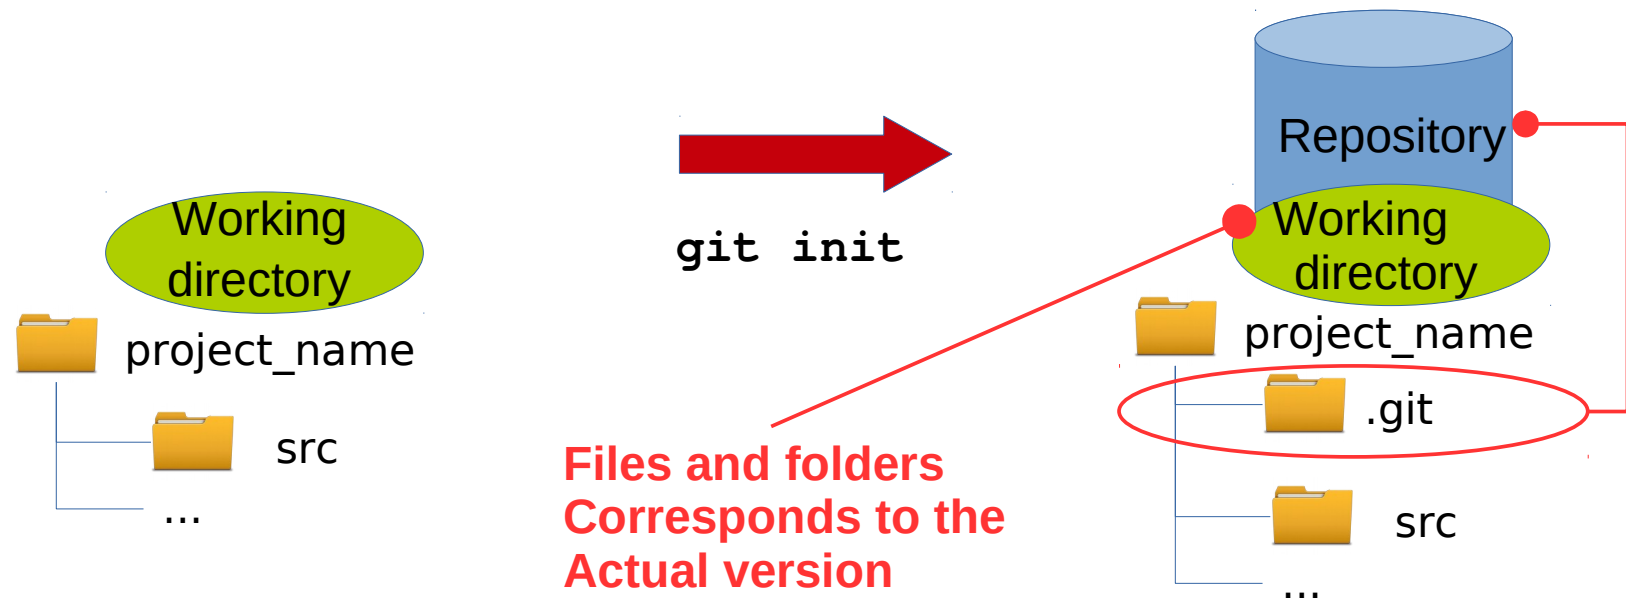 Working
directory
project_name
src
...
git init
Files and folders
Corresponds to the
Actual version
Repository
Working
directory
project_name
.git
src
...